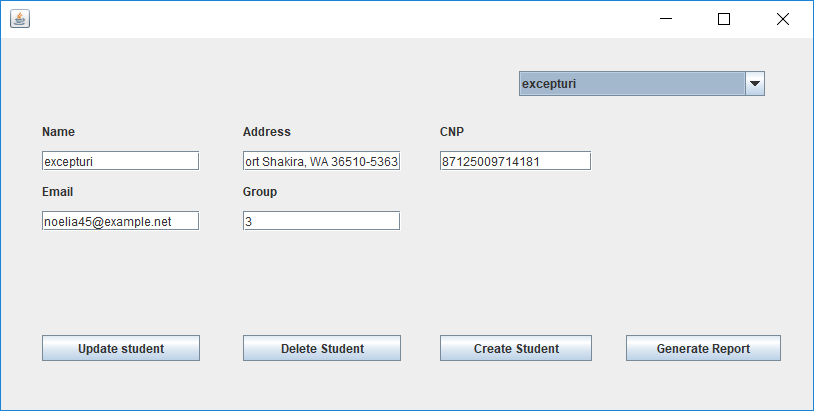 excepturi
Name Address CNP
excepturi ort Shakira, WA 36510-5363 87125009714181
Email Group
noelia45@example.net 3
Update student Delete Student Create Student Generate Report